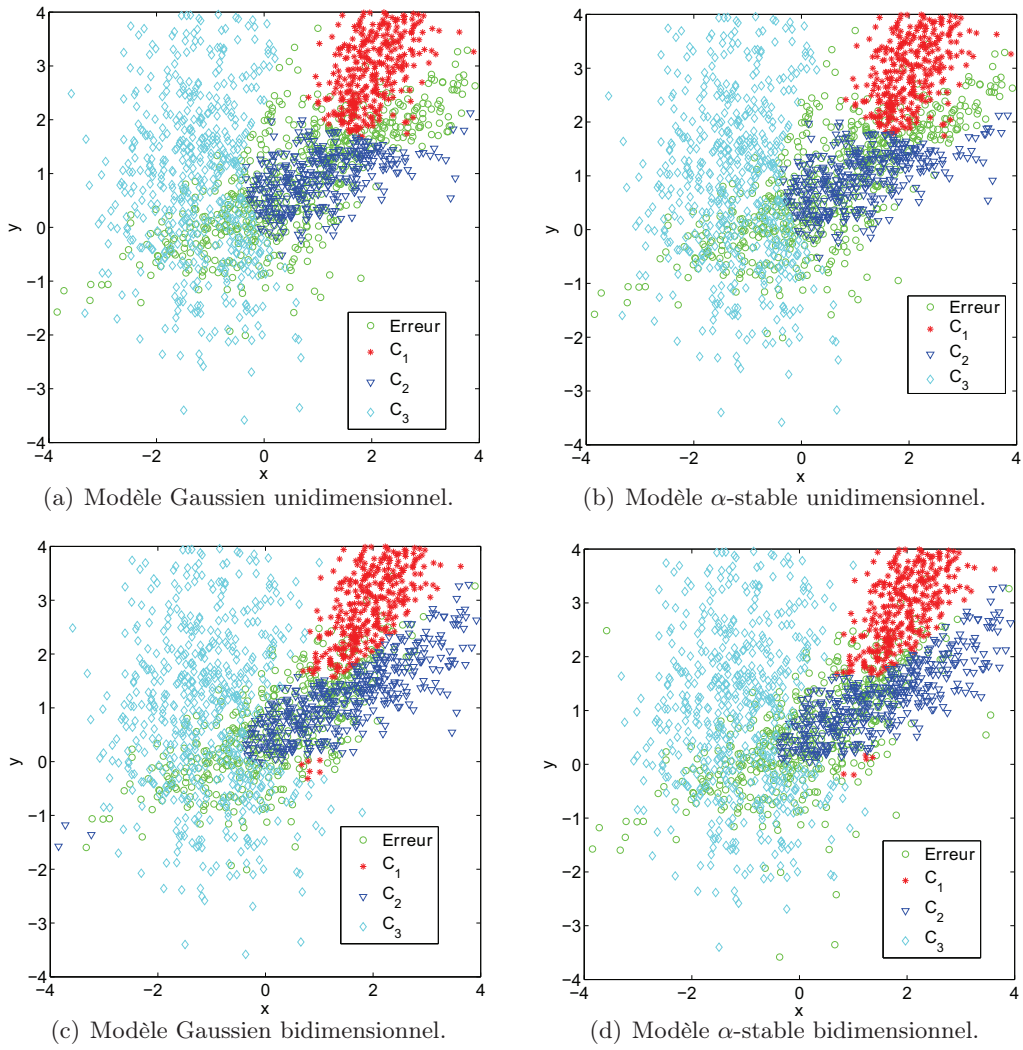 4
3
2
1
0
−1
−2
−3
−4
y
−4
−2
0
2
4
x
Erreur
C1
C2
C3
(a) Modèle Gaussien unidimensionnel.
4
3
2
1
0
−1
−2
−3
−4
y
−4
−2
0
2
4
x
Erreur
C1
C2
C3
(b) Modèle α-stable unidimensionnel.
4
3
2
1
0
−1
−2
−3
−4
y
−4
−2
0
2
4
x
Erreur
C1
C2
C3
(c) Modèle Gaussien bidimensionnel.
4
3
2
1
0
−1
−2
−3
−4
y
−4
−2
0
2
4
x
Erreur
C1
C2
C3
(d) Modèle α-stable bidimensionnel.